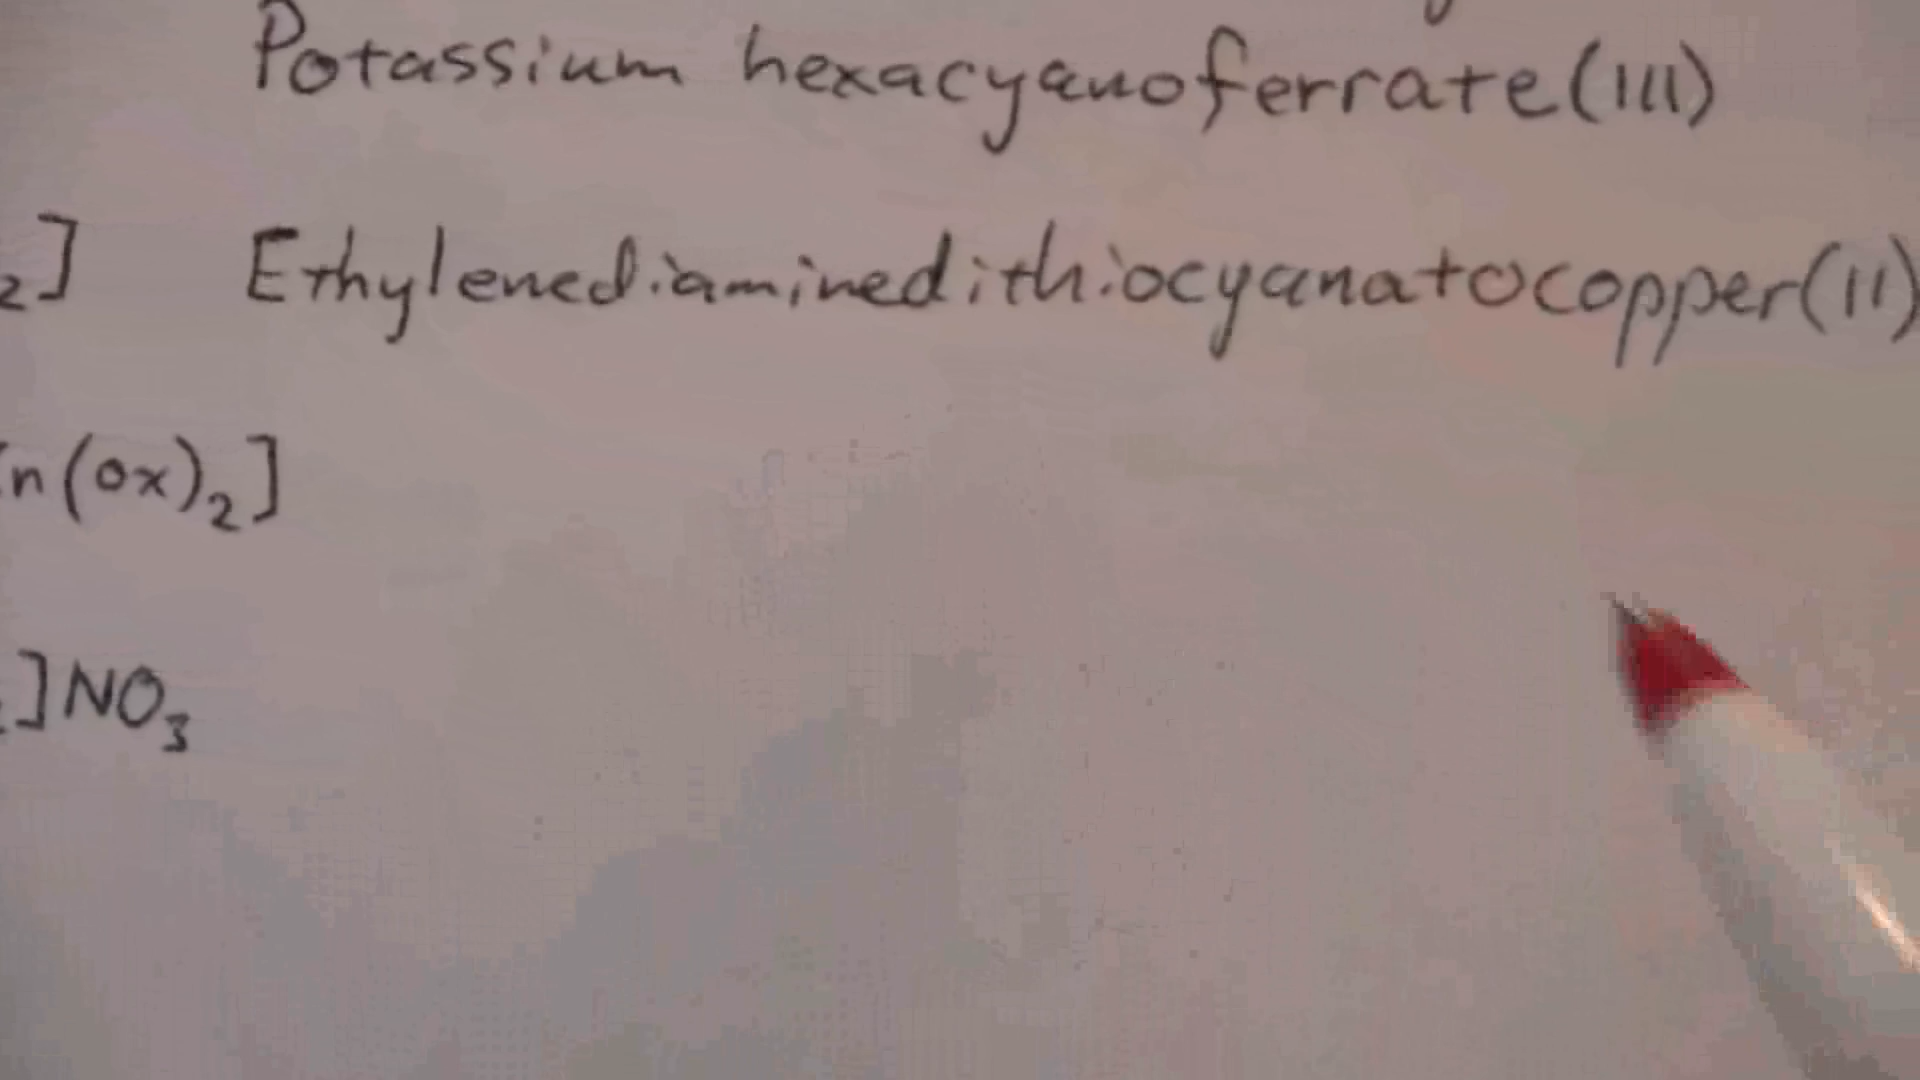 Potassium hexacyanoferrate(III)
2] Ethylenediaminedithiocyanatocopper(II)
n(ox)2]
]NO3